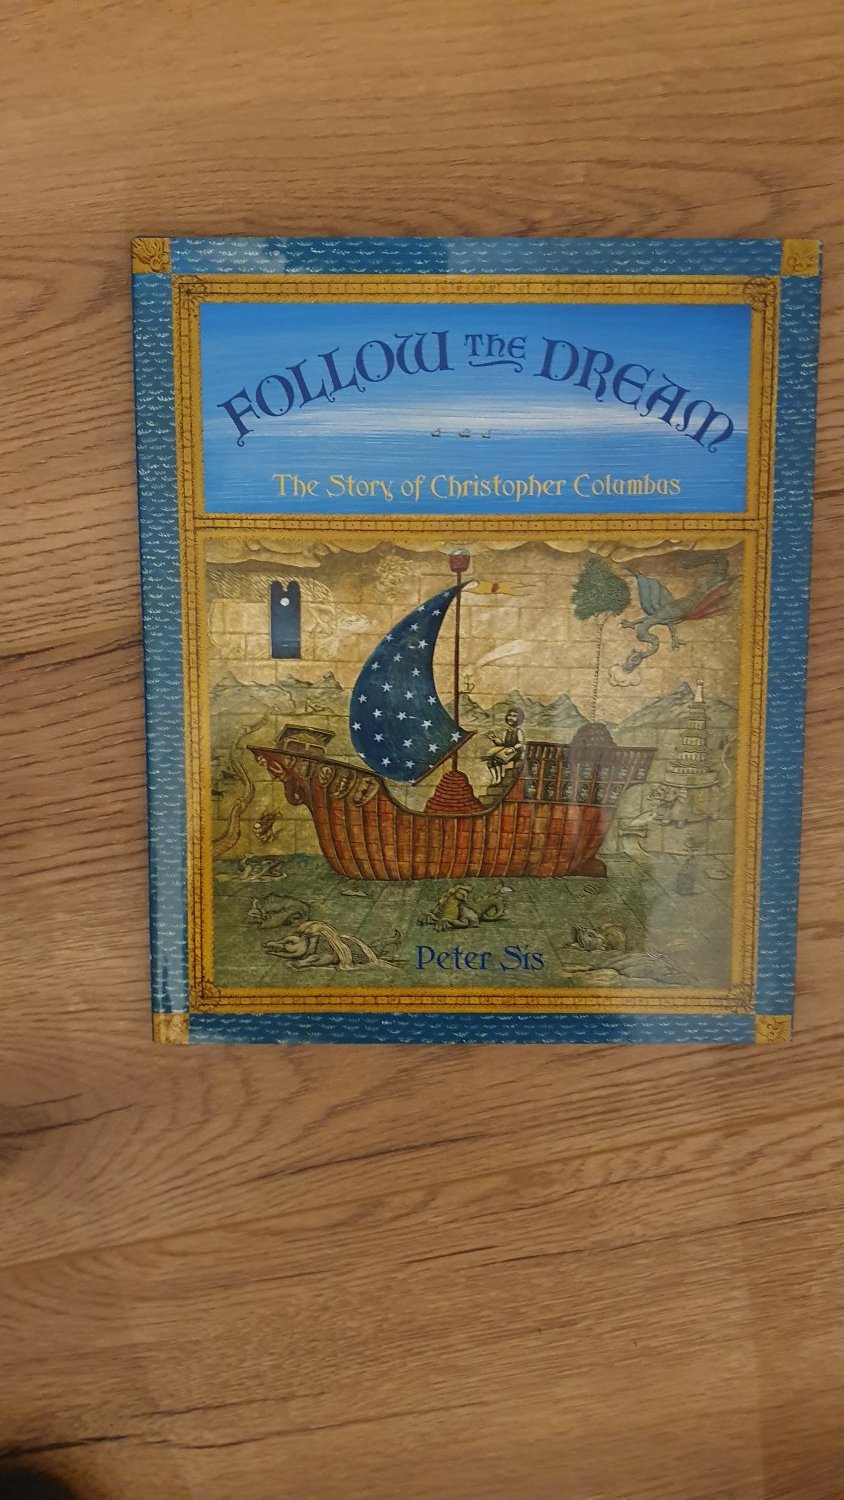 FOLLOW THE DREAM
The Story of Christopher Columbus
Peter Sís